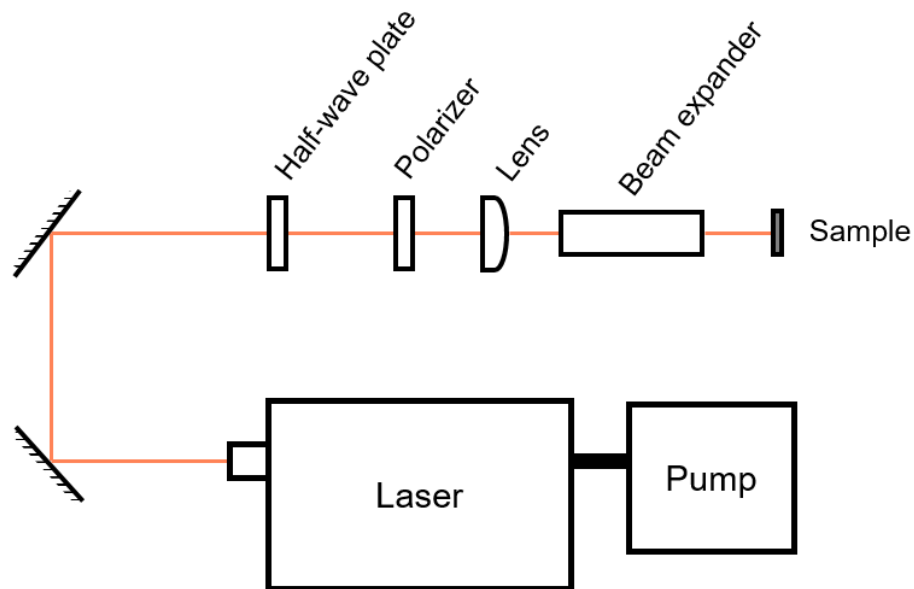 Half-wave plate
Polarizer
Lens
Beam expander
Sample
Laser
Pump